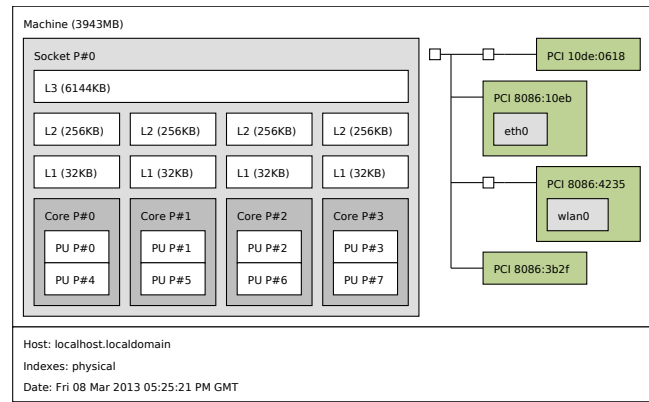 Machine (3943MB)
Socket P#0
L3 (6144KB)
L2 (256KB) L2 (256KB) L2 (256KB) L2 (256KB)
L1 (32KB) L1 (32KB) L1 (32KB) L1 (32KB)
Core P#0 Core P#1 Core P#2 Core P#3
PU P#0 PU P#1 PU P#2 PU P#3
PU P#4 PU P#5 PU P#6 PU P#7
PCI 10de:0618
PCI 8086:10eb
eth0
PCI 8086:4235
wlan0
PCI 8086:3b2f
Host: localhost.localdomain
Indexes: physical
Date: Fri 08 Mar 2013 05:25:21 PM GMT